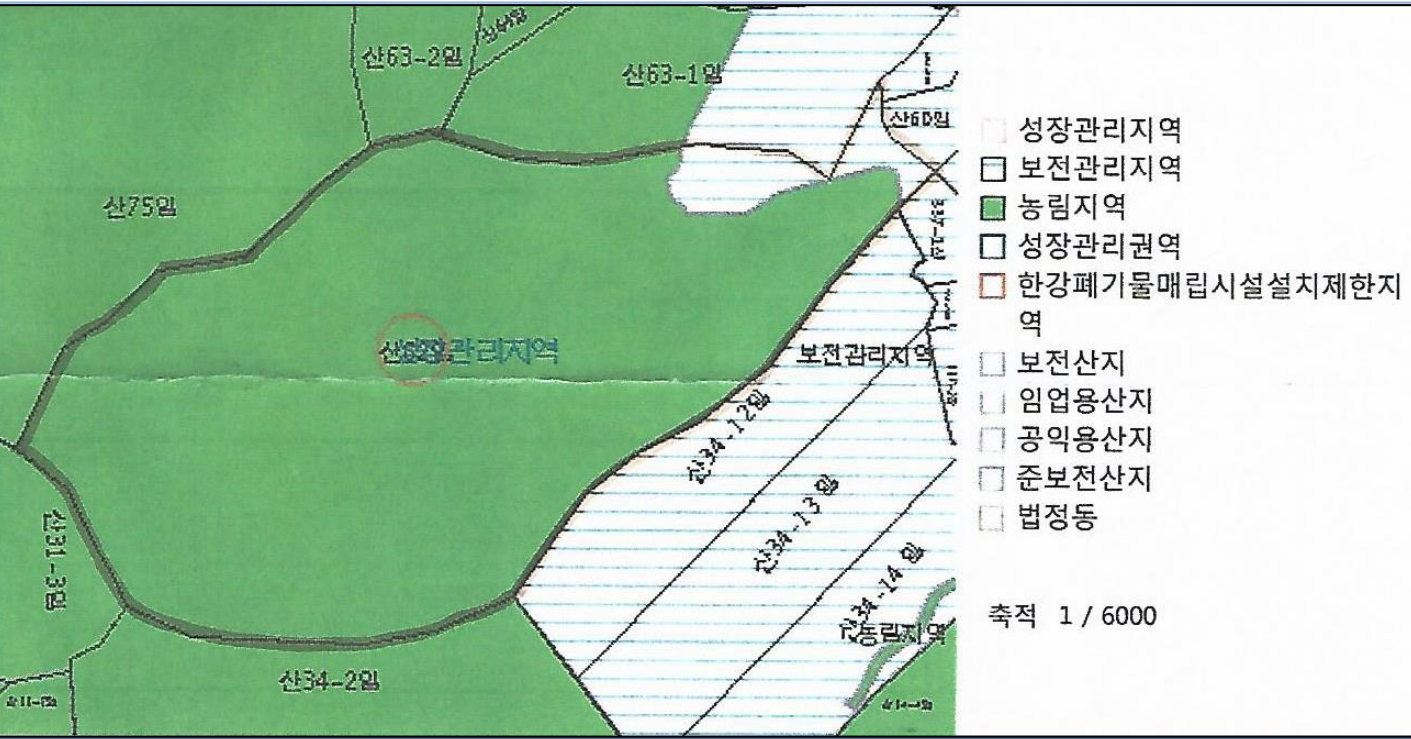 산63-2임
산63-1임
산60임
산75임
관리지역
보전관리지역
산34-12임
산34-13임
산34-14임
농림지역
산31-3임
산34-2임
성장관리지역
보전관리지역
농림지역
성장관리권역
한강폐기물매립시설설치제한지
역
보전산지
임업용산지
공익용산지
준보전산지
법정동
축적 1 / 6000